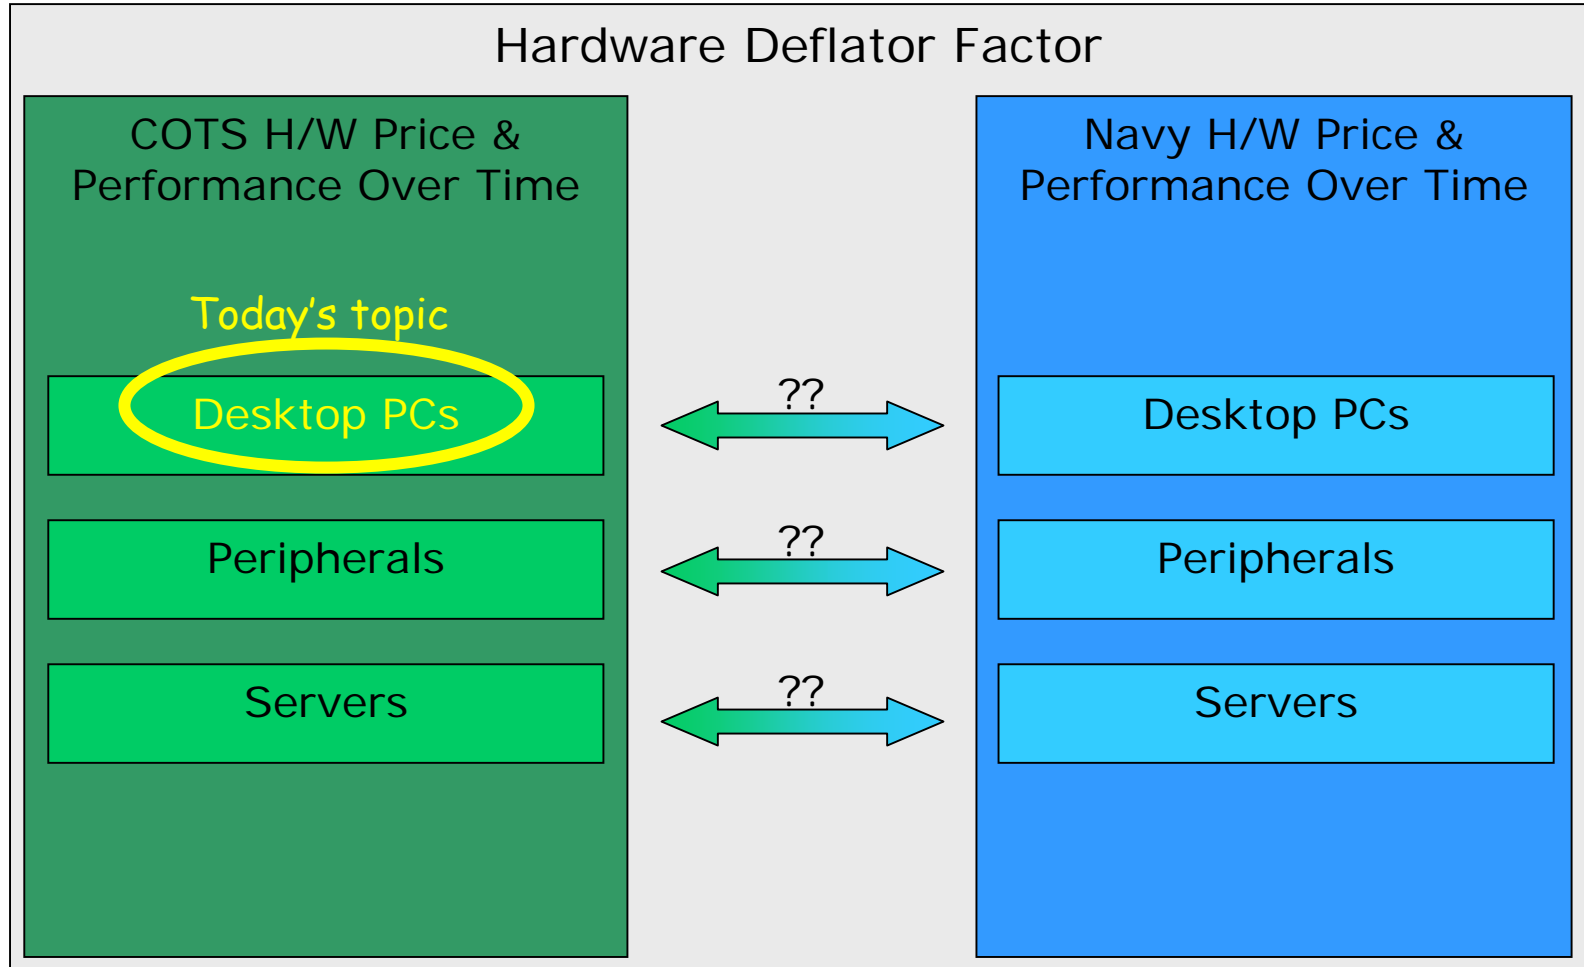 Hardware Deflator Factor
COTS H/W Price &
Performance Over Time
Today's topic
Desktop PCs
Peripherals
Servers
??
??
??
Navy H/W Price &
Performance Over Time
Desktop PCs
Peripherals
Servers